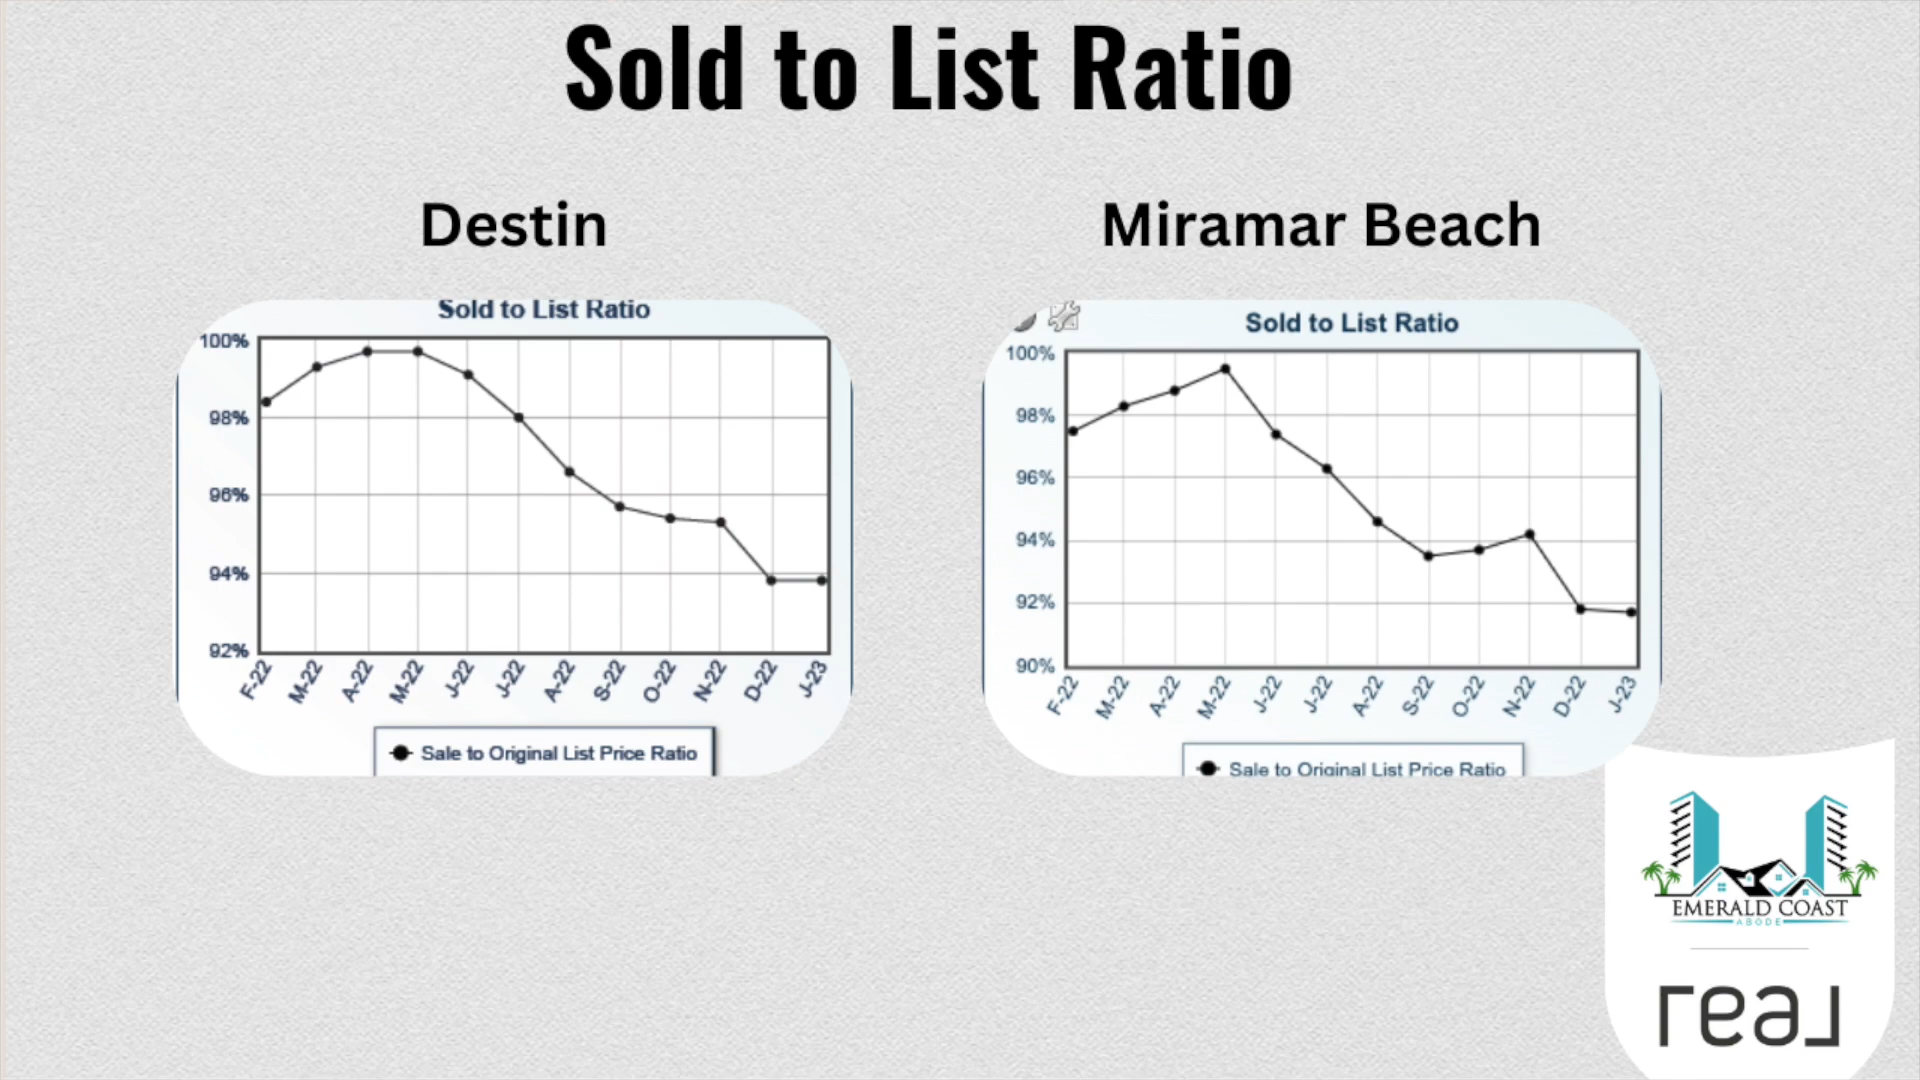 Sold to List Ratio
Destin
Miramar Beach
Sold to List Ratio
100%
98%
96%
94%
92%
F-22 M-22 A-22 M-22 J-22 J-22 A-22 S-22 O-22 N-22 D-22 J-23
Sale to Original List Price Ratio
Sold to List Ratio
100%
98%
96%
94%
92%
90%
F-22 M-22 A-22 M-22 J-22 J-22 A-22 S-22 O-22 N-22 D-22 J-23
Sale to Original List Price Ratio
EMERALD COAST
ABODE
real